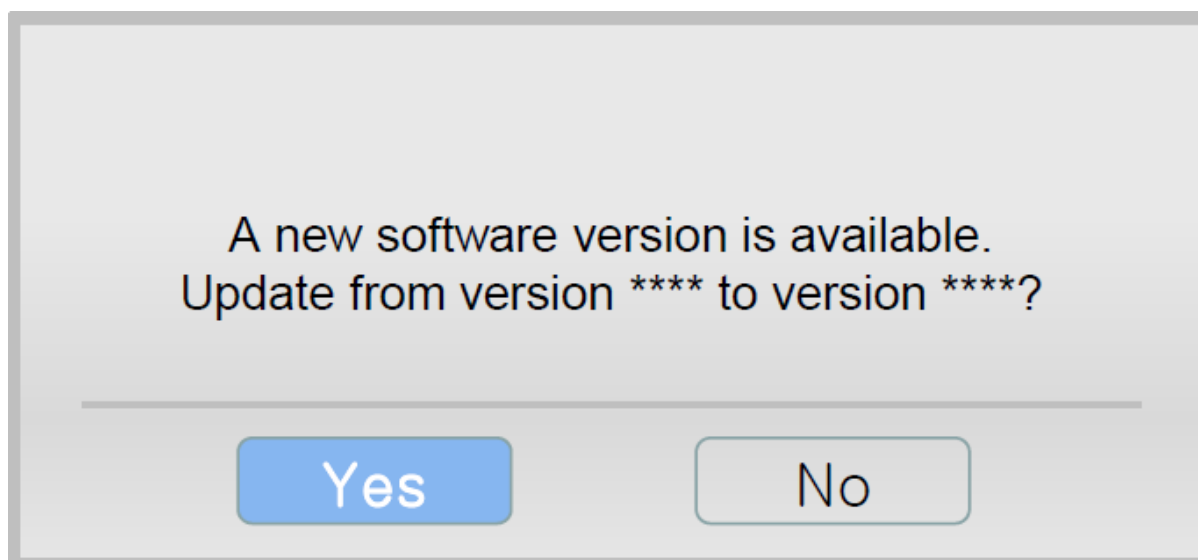 A new software version is available.
Update from version **** to version ****?
Yes
No